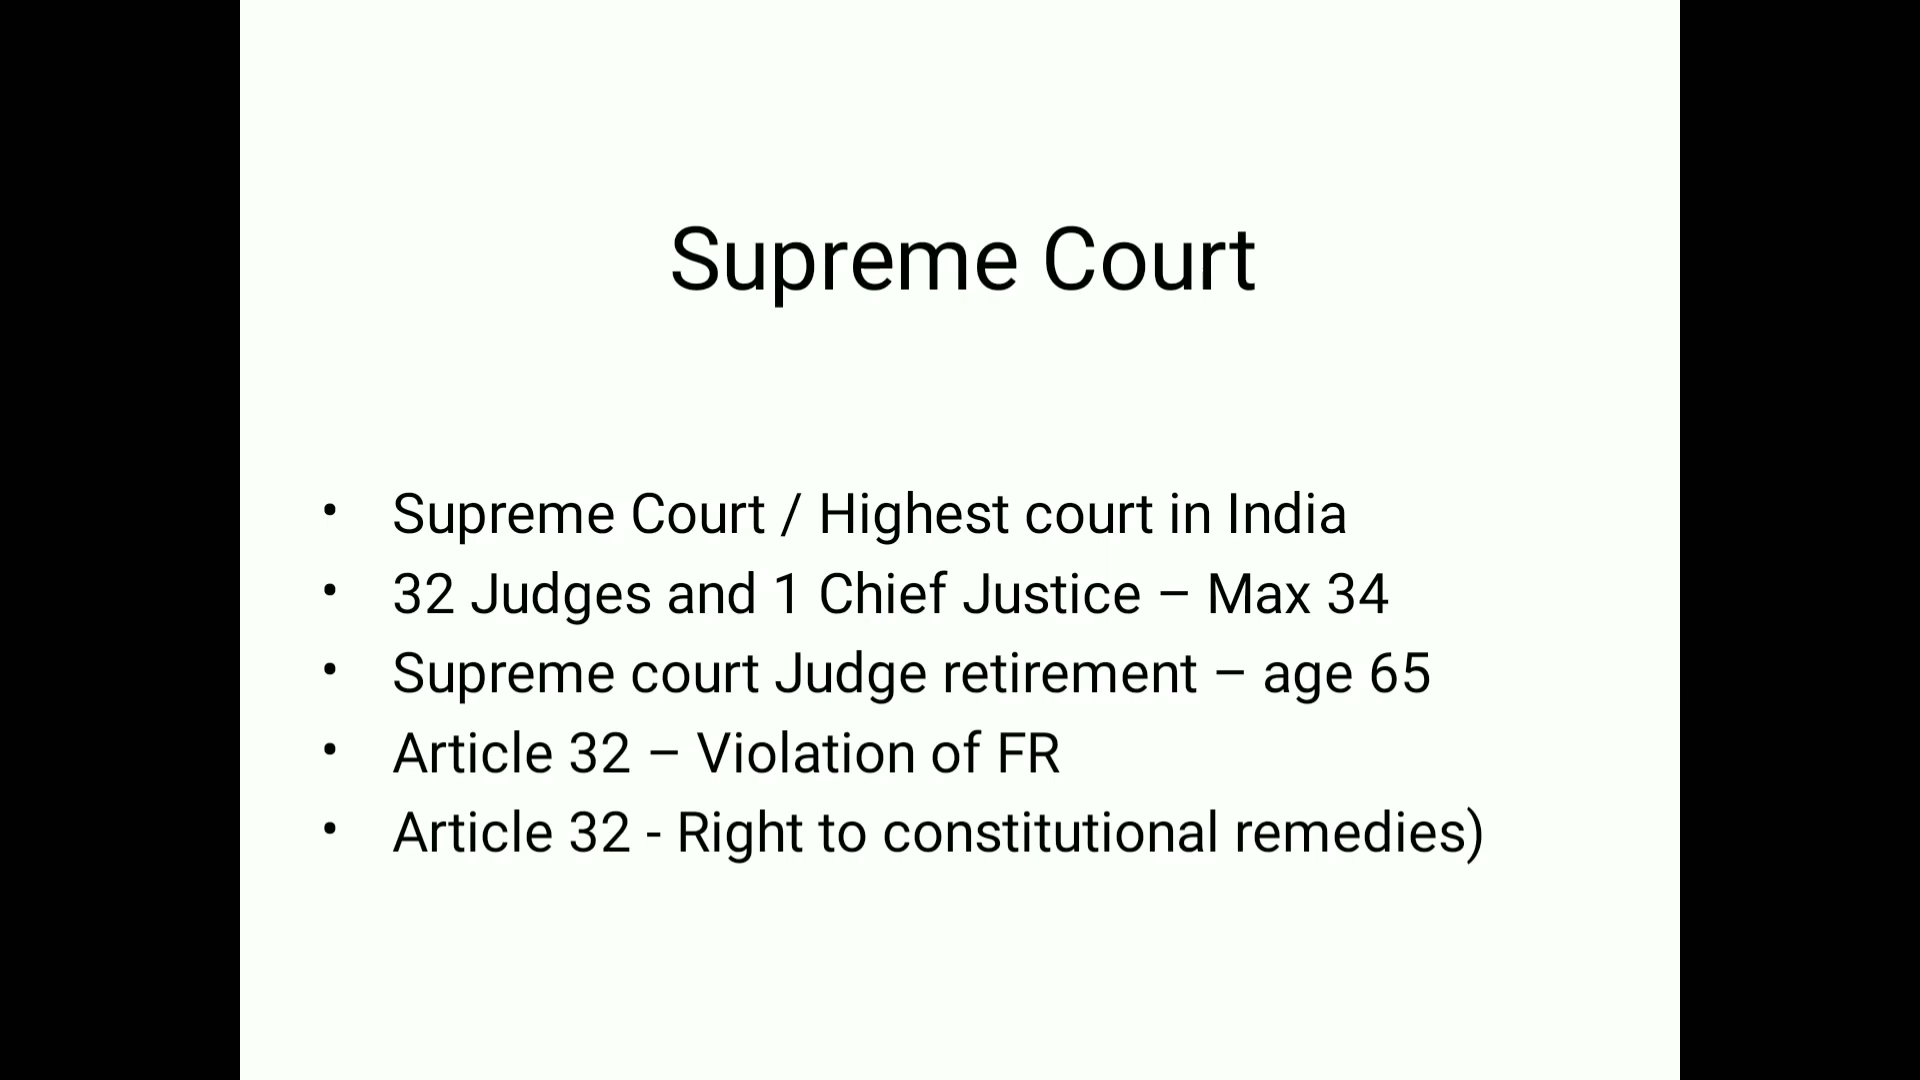 Supreme Court
• Supreme Court / Highest court in India
• 32 Judges and 1 Chief Justice – Max 34
• Supreme court Judge retirement – age 65
• Article 32 – Violation of FR
• Article 32 - Right to constitutional remedies)